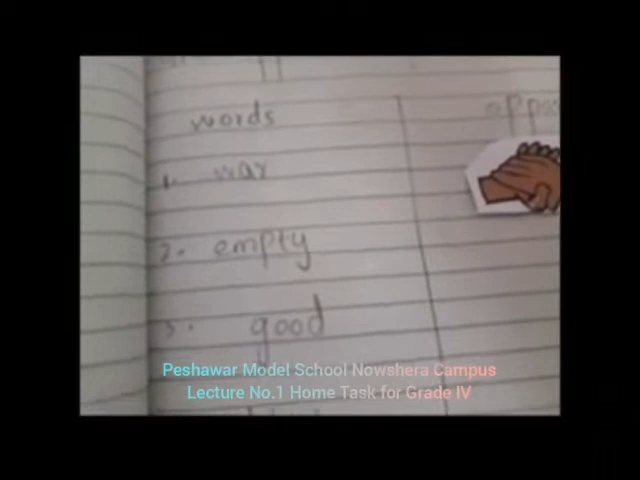 words
1. war
2. empty
3. good
Peshawar Model School Nowshera Campus
Lecture No.1 Home Task for Grade IV